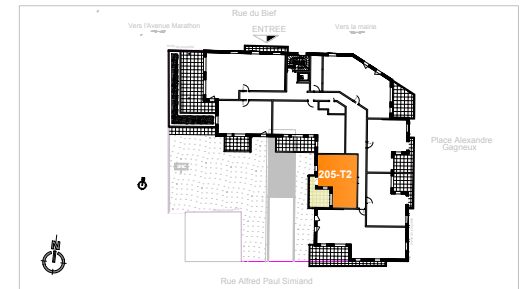 Rue du Bief
Vers l'Avenue Marathon
Vers la mairie
ENTREE
Place Alexandre
Gagneux
205-T2
N
Rue Alfred Paul Simiand